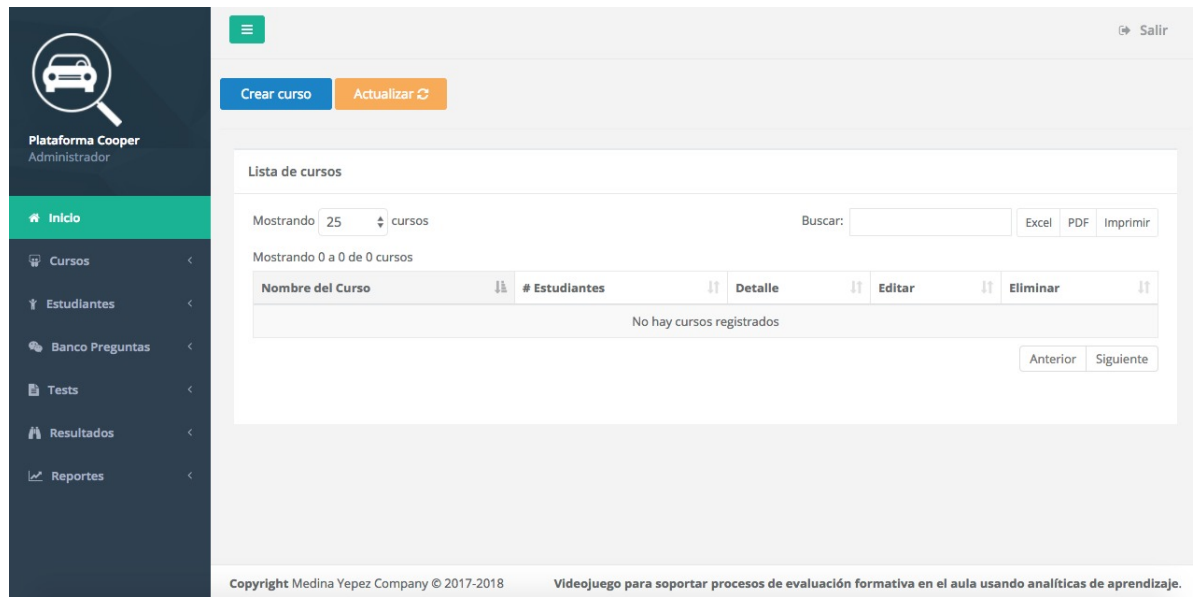 Salir
Plataforma Cooper
Administrador
Inicio
Cursos
Estudiantes
Banco Preguntas
Tests
Resultados
Reportes
Crear curso
Actualizar
Lista de cursos
Mostrando 25 cursos
Buscar:
Excel PDF Imprimir
Mostrando 0 a 0 de 0 cursos
Nombre del Curso # Estudiantes Detalle Editar Eliminar
No hay cursos registrados
Anterior Siguiente
Copyright Medina Yepez Company © 2017-2018 Videojuego para soportar procesos de evaluación formativa en el aula usando analíticas de aprendizaje.